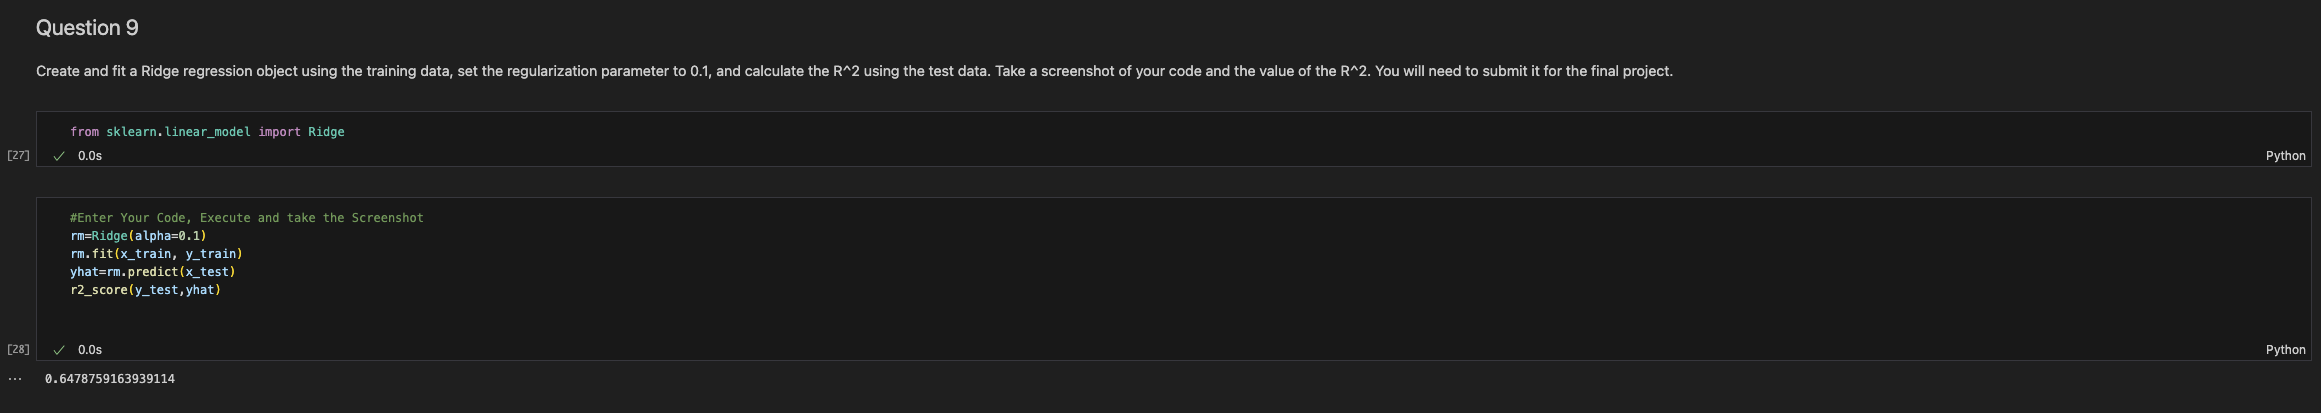 Question 9
Create and fit a Ridge regression object using the training data, set the regularization parameter to 0.1, and calculate the R^2 using the test data. Take a screenshot of your code and the value of the R^2. You will need to submit it for the final project.
from sklearn.linear_model import Ridge
[27] ✓ 0.0s Python
#Enter Your Code, Execute and take the Screenshot
rm=Ridge(alpha=0.1)
rm.fit(x_train, y_train)
yhat=rm.predict(x_test)
r2_score(y_test,yhat)
[28] ✓ 0.0s Python
... 0.6478759163939114